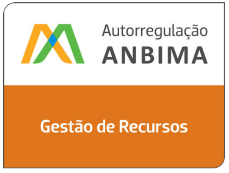 Autorregulação
ANBIMA
Gestão de Recursos